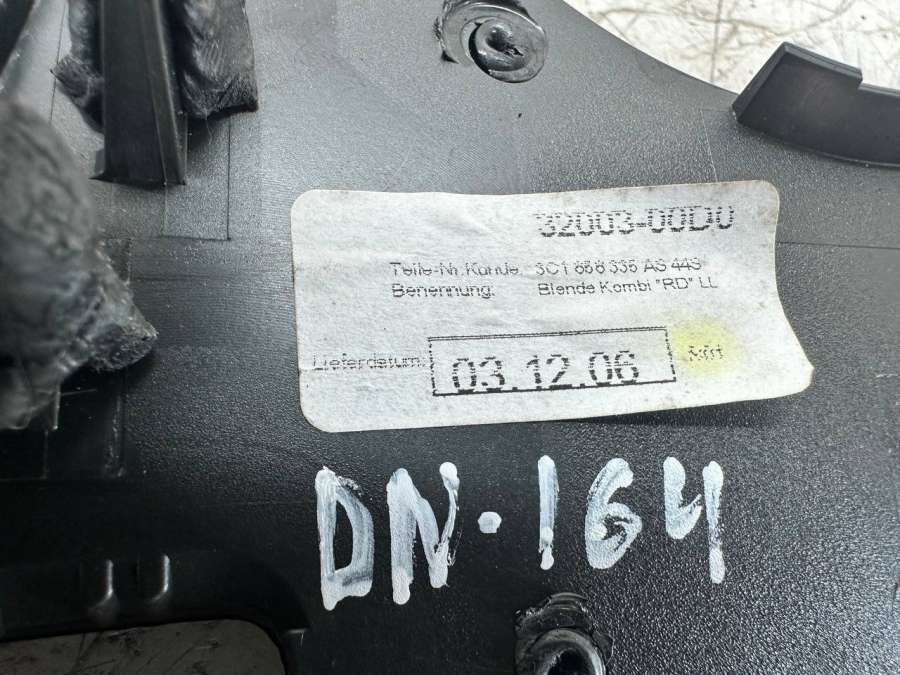 32003-00D0
Teile-Nr.Kunde: 3C1 858 335 AS 44S
Benennung: Blende Kombi "RD" LL
Lieferdatum: 03.12.06
DN·164